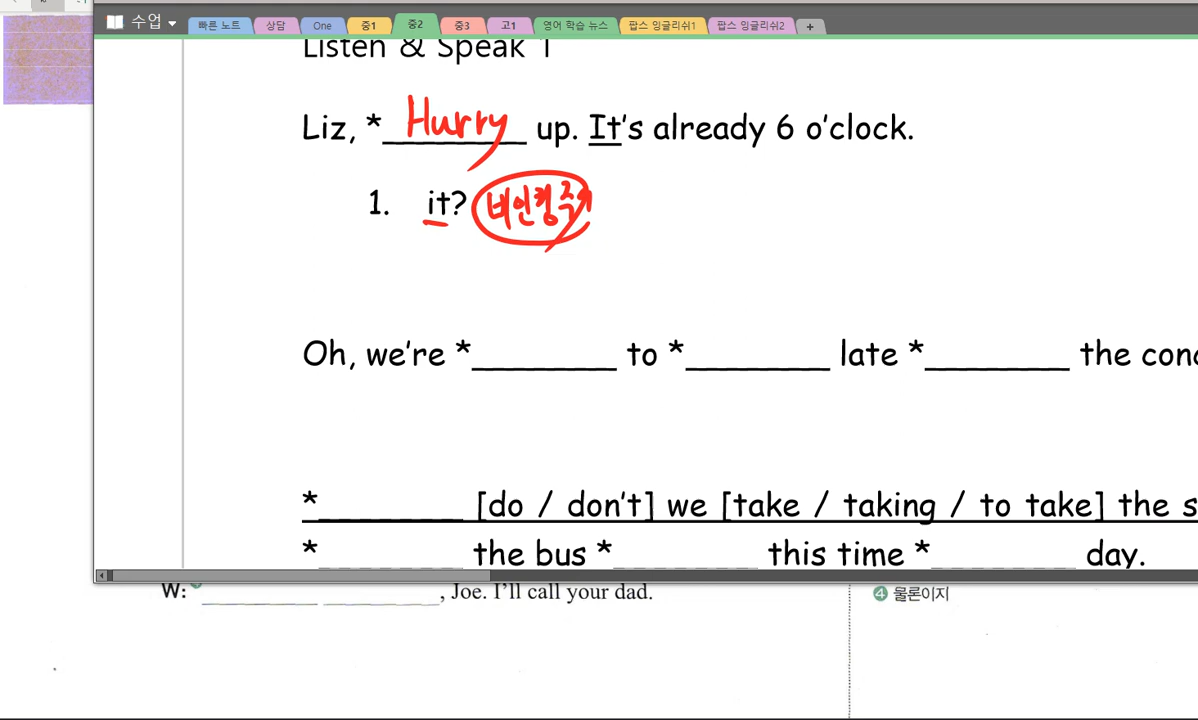 수업 빠른 노트 상담 One 중1 중2 중3 고1 영어 학습 뉴스 팝스 잉글리쉬1 팝스 잉글리쉬2 +
Listen & Speak 1
Liz, *Hurry up. It's already 6 o'clock.
1. it? 비인칭주어
Oh, we're *________ to *________ late *________ the conc
*________ [do / don't] we [take / taking / to take] the s
*________ the bus *________ this time *________ day.
W: ________ ________, Joe. I'll call your dad.
4 물론이지